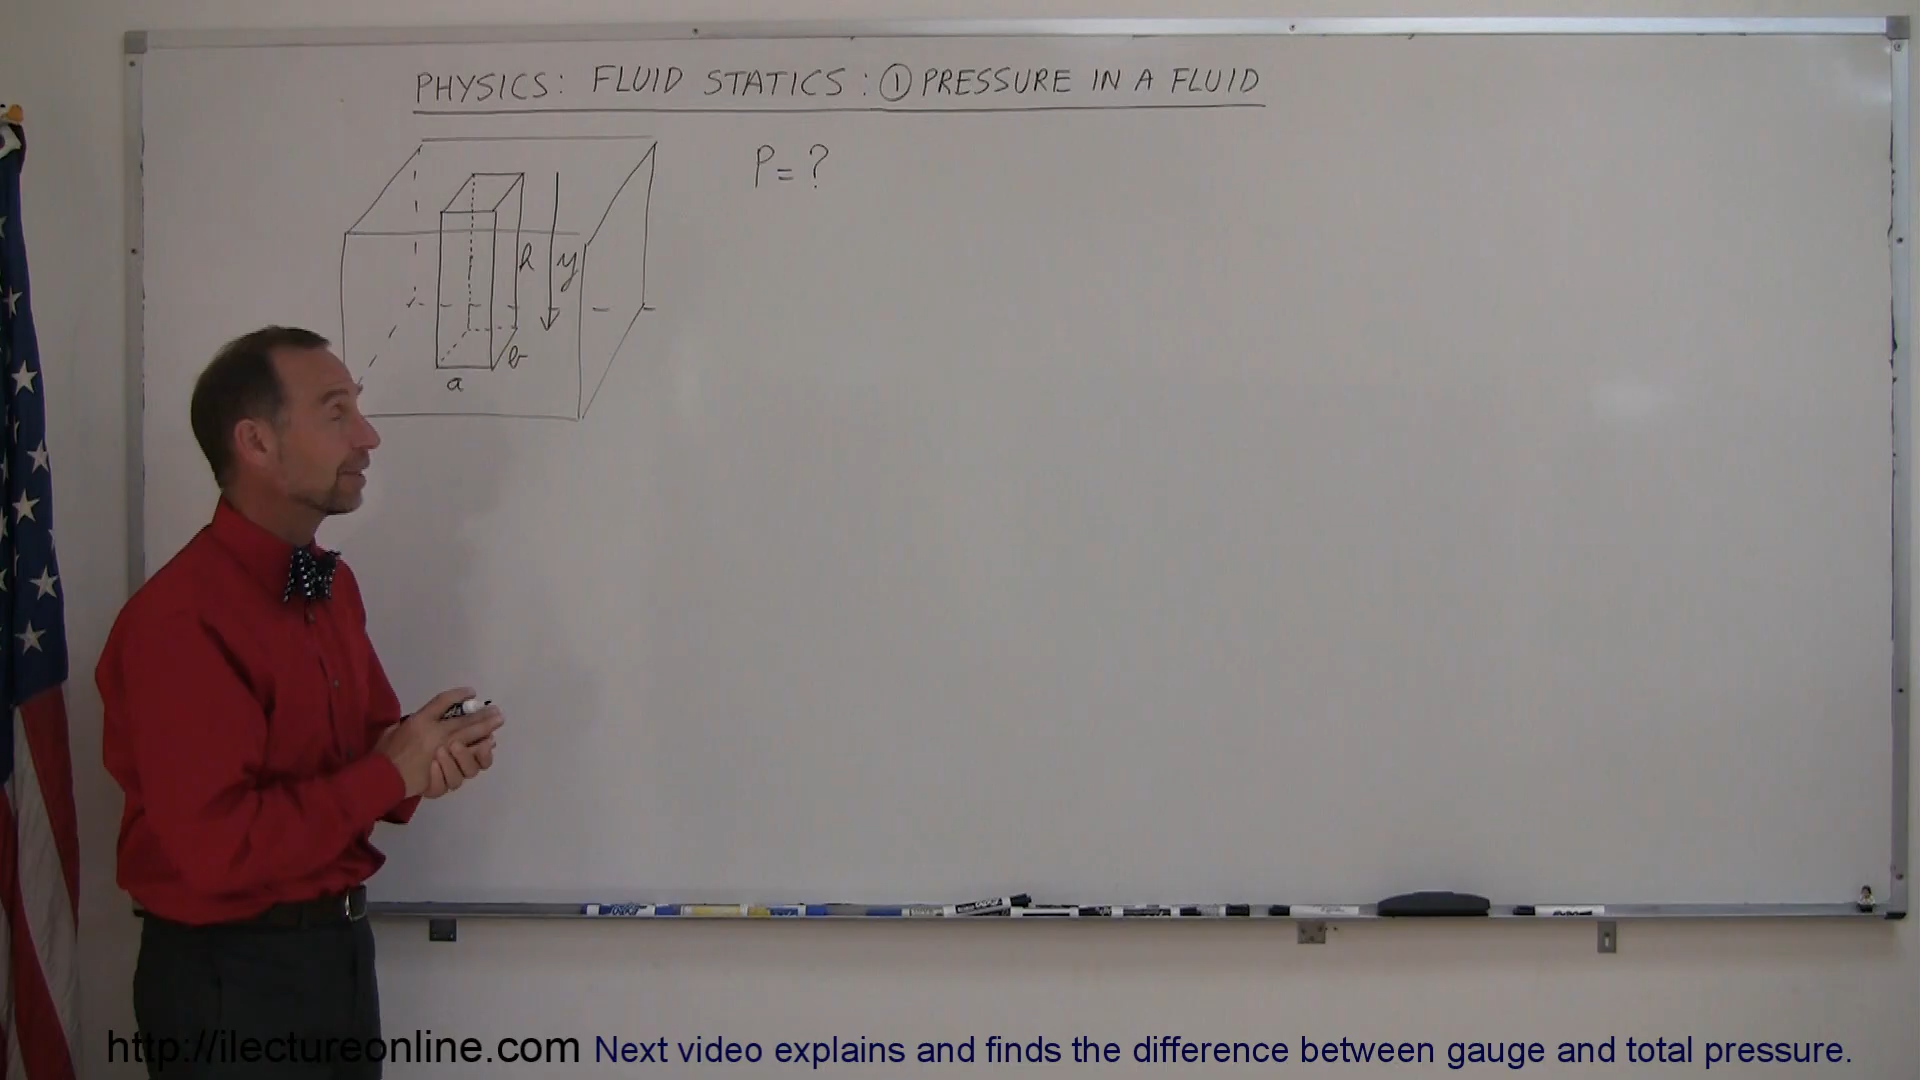 PHYSICS: FLUID STATICS: ① PRESSURE IN A FLUID
P = ?
h
y
b
a
http://ilectureonline.com Next video explains and finds the difference between gauge and total pressure.